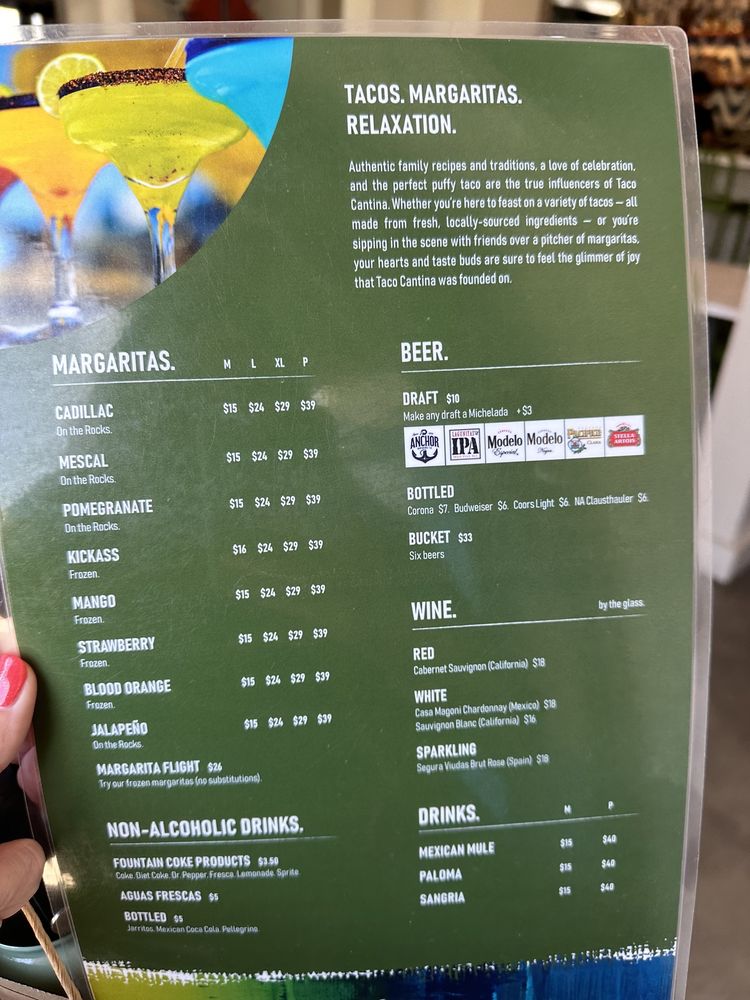 TACOS. MARGARITAS.
RELAXATION.
Authentic family recipes and traditions, a love of celebration,
and the perfect puffy taco are the true influencers of Taco
Cantina. Whether you're here to feast on a variety of tacos — all
made from fresh, locally-sourced ingredients — or you're
sipping in the scene with friends over a pitcher of margaritas,
your hearts and taste buds are sure to feel the glimmer of joy
that Taco Cantina was founded on.
MARGARITAS. M L XL P
CADILLAC $15 $24 $29 $39
On the Rocks.
MESCAL $15 $24 $29 $39
On the Rocks.
POMEGRANATE $15 $24 $29 $39
On the Rocks.
KICKASS $16 $24 $29 $39
Frozen.
MANGO $15 $24 $29 $39
Frozen.
STRAWBERRY $15 $24 $29 $39
Frozen.
BLOOD ORANGE $15 $24 $29 $39
Frozen.
JALAPEÑO $15 $24 $29 $39
On the Rocks.
MARGARITA FLIGHT $26
Try our frozen margaritas (no substitutions).
NON-ALCOHOLIC DRINKS.
FOUNTAIN COKE PRODUCTS $3.50
Coke, Diet Coke, Dr. Pepper, Fresca, Lemonade, Sprite
AGUAS FRESCAS $5
BOTTLED $5
Jarritos, Mexican Coca Cola, Pellegrino
BEER.
DRAFT $10
Make any draft a Michelada +$3
ANCHOR
LAGUNITAS IPA
Modelo Especial
Modelo Negra
PACIFICO CLARA
STELLA ARTOIS
BOTTLED
Corona $7. Budweiser $6. Coors Light $6. NA Clausthauler $6.
BUCKET $33
Six beers
WINE. by the glass.
RED
Cabernet Sauvignon (California) $18
WHITE
Casa Magoni Chardonnay (Mexico) $18
Sauvignon Blanc (California) $16
SPARKLING
Segura Viudas Brut Rose (Spain) $18
DRINKS. M P
MEXICAN MULE $15 $40
PALOMA $15 $40
SANGRIA $15 $40